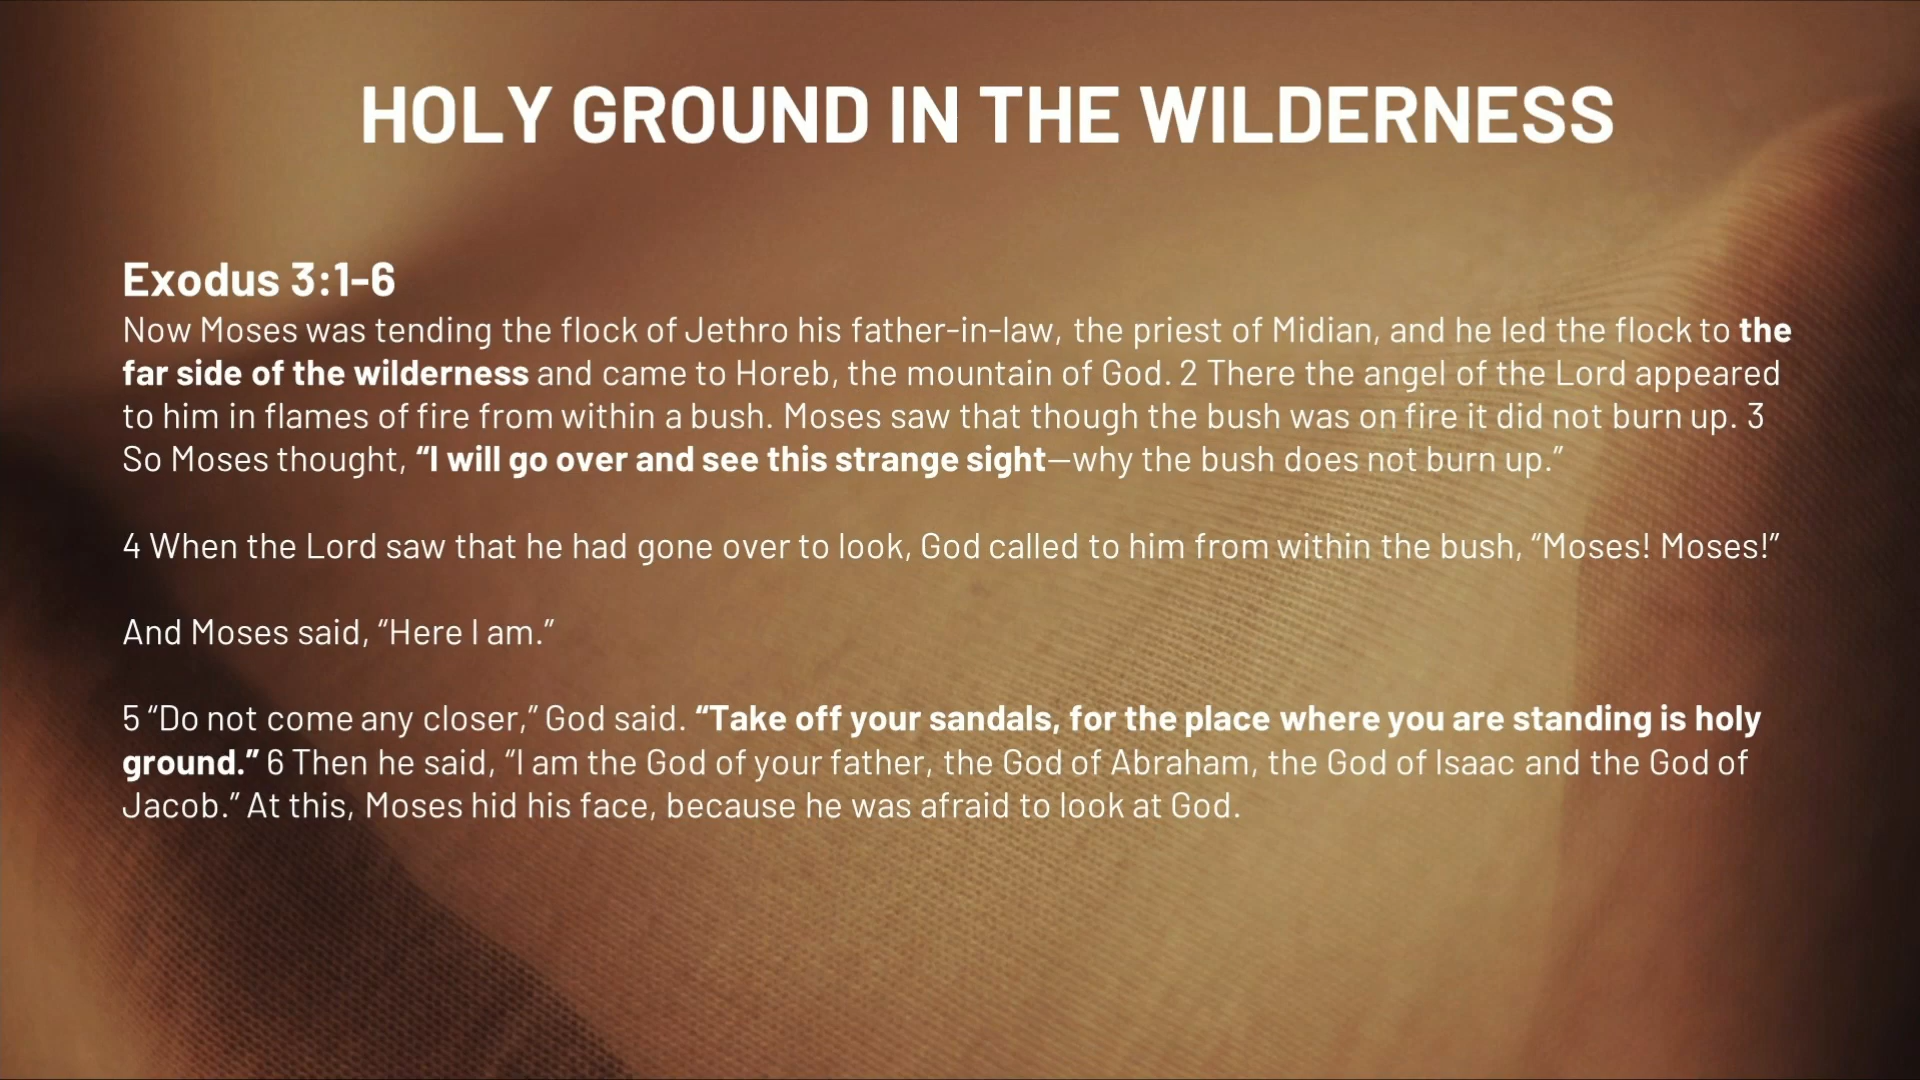 HOLY GROUND IN THE WILDERNESS
Exodus 3:1-6
Now Moses was tending the flock of Jethro his father-in-law, the priest of Midian, and he led the flock to the
far side of the wilderness and came to Horeb, the mountain of God. 2 There the angel of the Lord appeared
to him in flames of fire from within a bush. Moses saw that though the bush was on fire it did not burn up. 3
So Moses thought, “I will go over and see this strange sight—why the bush does not burn up.”
4 When the Lord saw that he had gone over to look, God called to him from within the bush, “Moses! Moses!”
And Moses said, “Here I am.”
5 “Do not come any closer,” God said. “Take off your sandals, for the place where you are standing is holy
ground.” 6 Then he said, “I am the God of your father, the God of Abraham, the God of Isaac and the God of
Jacob.” At this, Moses hid his face, because he was afraid to look at God.